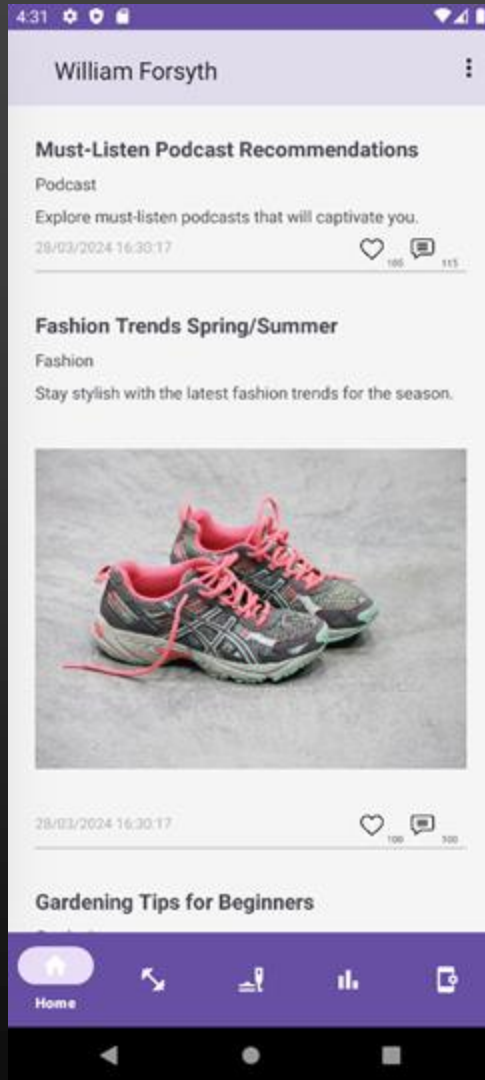 4:31
William Forsyth
Must-Listen Podcast Recommendations
Podcast
Explore must-listen podcasts that will captivate you.
28/03/2024 16:30:17
115
Fashion Trends Spring/Summer
Fashion
Stay stylish with the latest fashion trends for the season.
28/03/2024 16:30:17
Gardening Tips for Beginners
Home